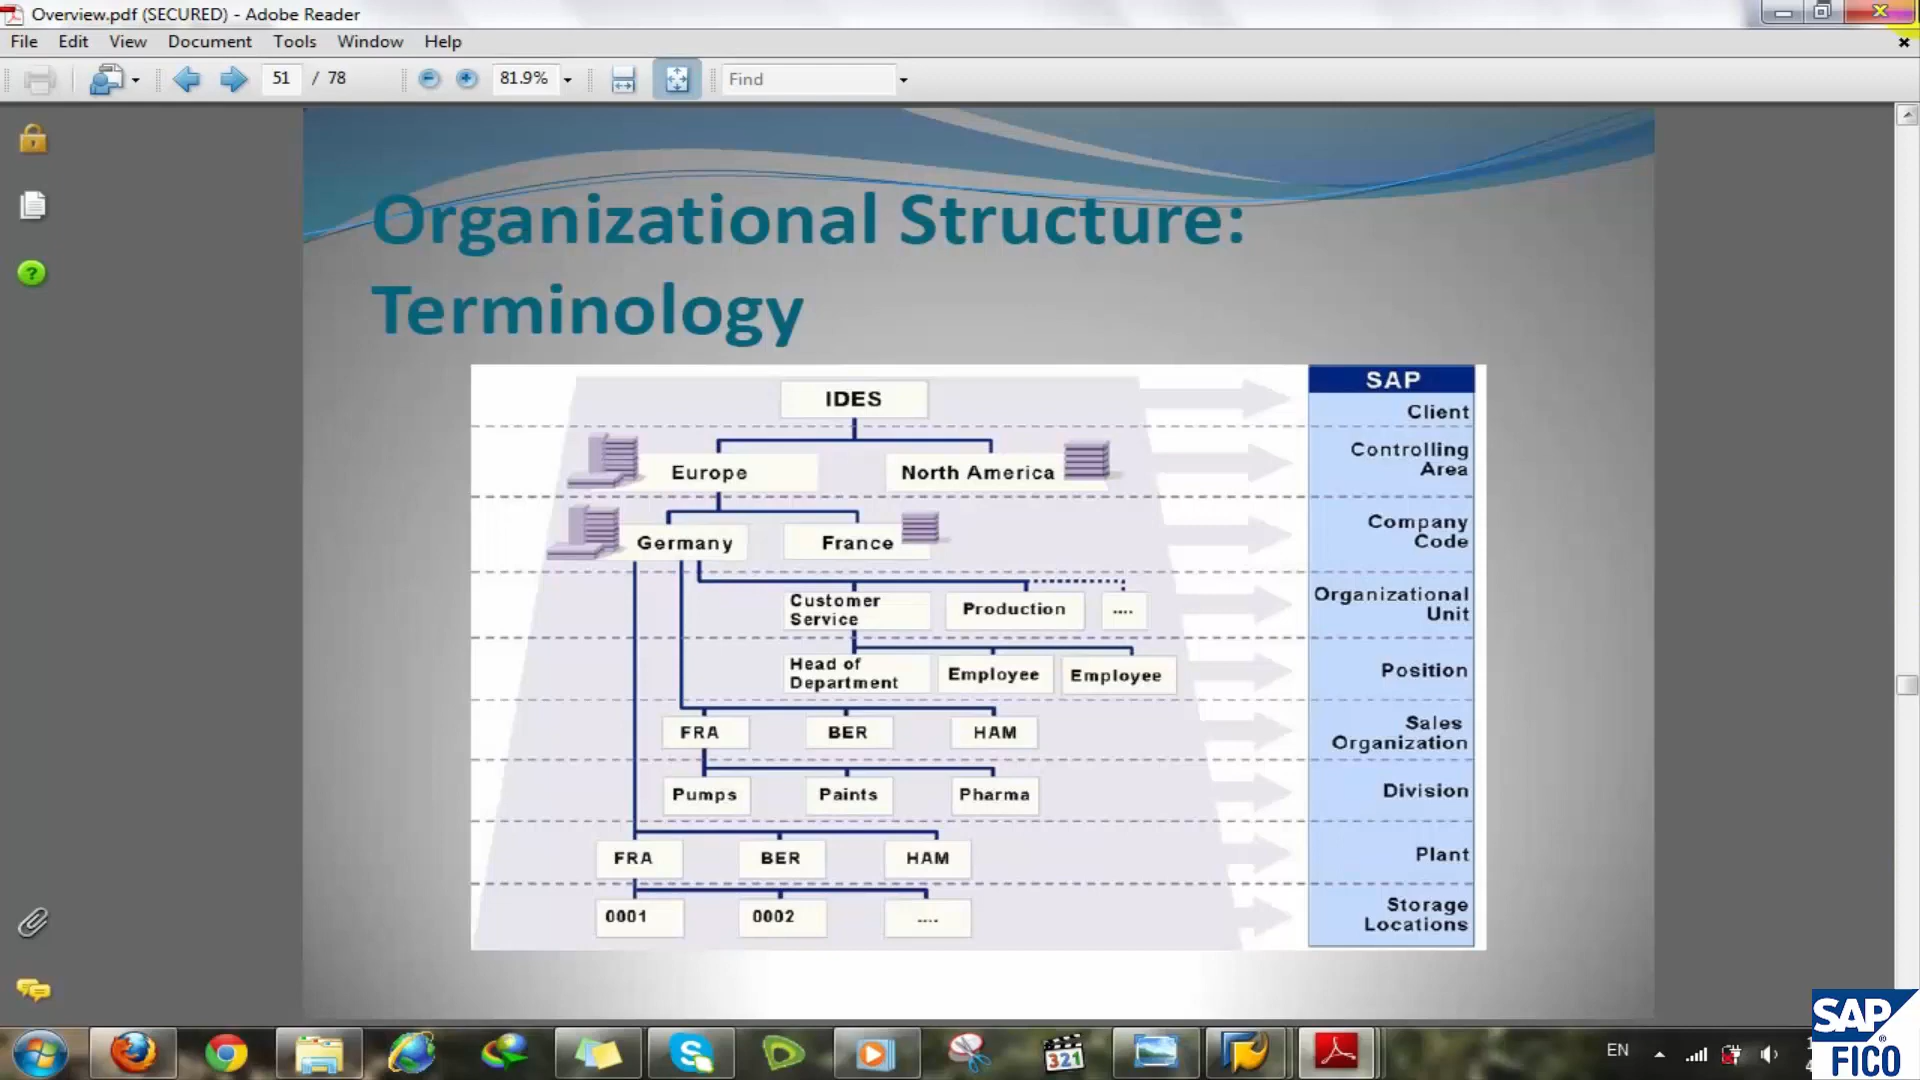 Overview.pdf (SECURED) - Adobe Reader
File Edit View Document Tools Window Help
51 / 78 81.9% Find
Organizational Structure:
Terminology
SAP
IDES
Client
Europe
North America
Controlling
Area
Germany
France
Company
Code
Customer
Service
Production
....
Organizational
Unit
Head of
Department
Employee
Employee
Position
FRA
BER
HAM
Sales
Organization
Pumps
Paints
Pharma
Division
FRA
BER
HAM
Plant
0001
0002
....
Storage
Locations
321
EN
SAP
®
FICO